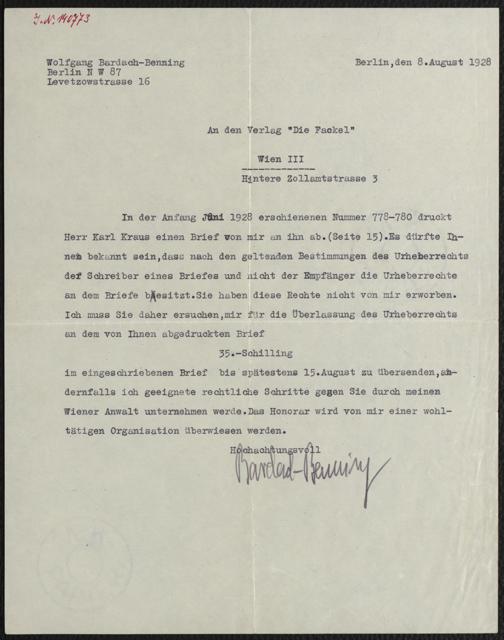 J.N. 140773
Wolfgang Bardach-Benning
Berlin N W 87
Levetzowstrasse 16
Berlin,den 8.August 1928
An den Verlag "Die Fackel"
Wien III
Hintere Zollamtstrasse 3
In der Anfang Juni 1928 erschienenen Nummer 778-780 druckt
Herr Karl Kraus einen Brief von mir an ihn ab.(Seite 15).Es dürfte Ih-
nen bekannt sein,dass nach den geltenden Bestimmungen des Urheberrechts
der Schreiber eines Briefes und nicht der Empfänger die Urheberrechte
an dem Briefe besitzt.Sie haben diese Rechte nicht von mir erworben.
Ich muss Sie daher ersuchen,mir für die Überlassung des Urheberrechts
an dem von Ihnen abgedruckten Brief
35.-Schilling
im eingeschriebenen Brief bis spätestens 15.August zu übersenden,an-
dernfalls ich geeignete rechtliche Schritte gegen Sie durch meinen
Wiener Anwalt unternehmen werde.Das Honorar wird von mir einer wohl-
tätigen Organisation überwiesen werden.
Hochachtungsvoll
Bardach-Benning